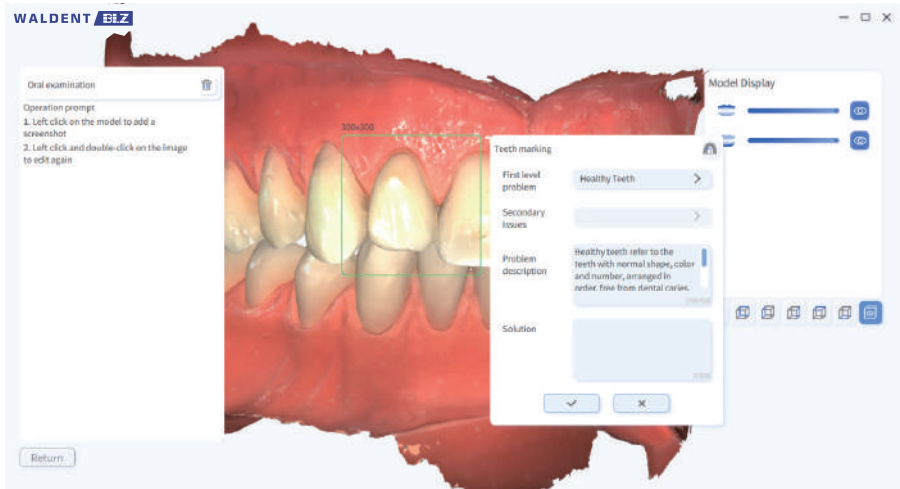 WALDENT BLZ
Oral examination
Operation prompt
1. Left click on the model to add a
screenshot
2. Left click and double-click on the image
to edit again
300x300
Model Display
Teeth marking
First level
problem
Healthy Teeth
Secondary
Issues
Problem
description
Healthy teeth refer to the
teeth with normal shape, color
and number, arranged in
order, free from dental caries,
Solution
Return